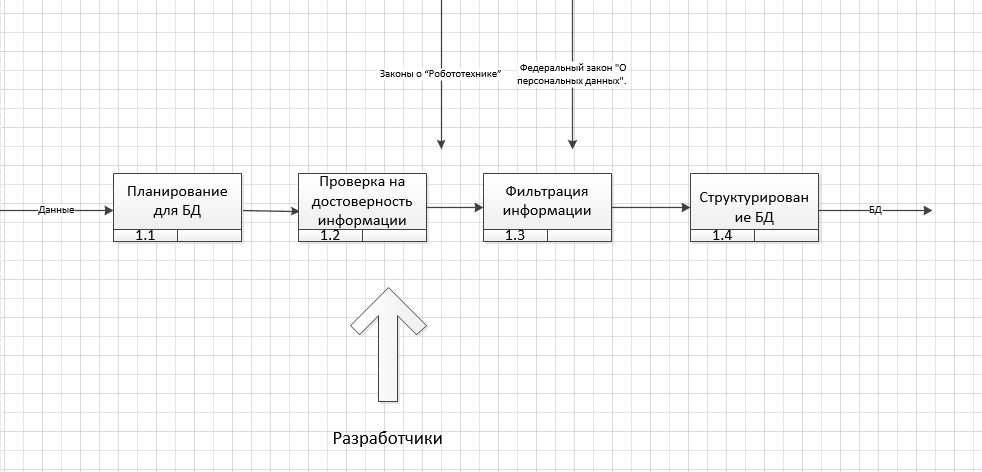 Законы о “Робототехнике”
Федеральный закон "О
персональных данных".
Данные
Планирование
для БД
1.1
Проверка на
достоверность
информации
1.2
Фильтрация
информации
1.3
Структурирован
ие БД
1.4
БД
Разработчики